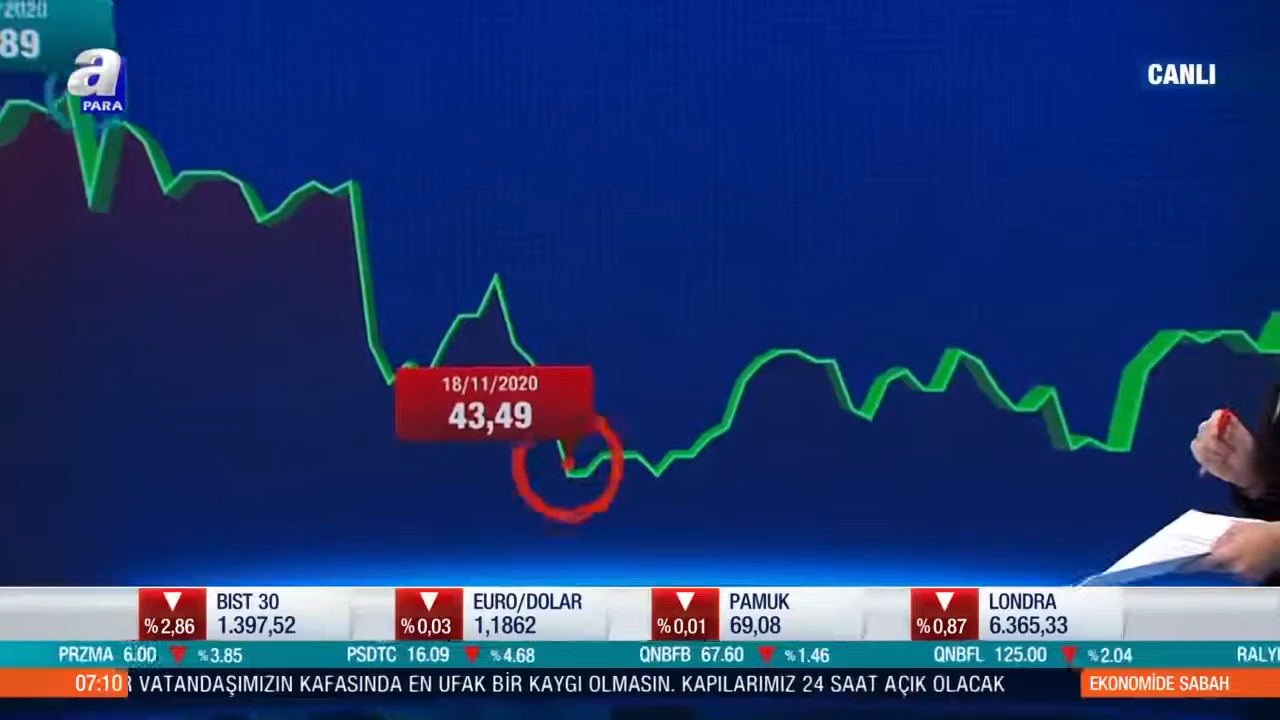 /2020
89
a
PARA
CANLI
18/11/2020
43,49
%2,86 BIST 30 1.397,52
%0,03 EURO/DOLAR 1,1862
%0,01 PAMUK 69,08
%0,87 LONDRA 6.365,33
PRZMA 6.00 %3.85 PSDTC 16.09 %4.68 QNBFB 67.60 %1.46 QNBFL 125.00 %2.04 RALY
07:10 R VATANDAŞIMIZIN KAFASINDA EN UFAK BİR KAYGI OLMASIN. KAPILARIMIZ 24 SAAT AÇIK OLACAK EKONOMİDE SABAH